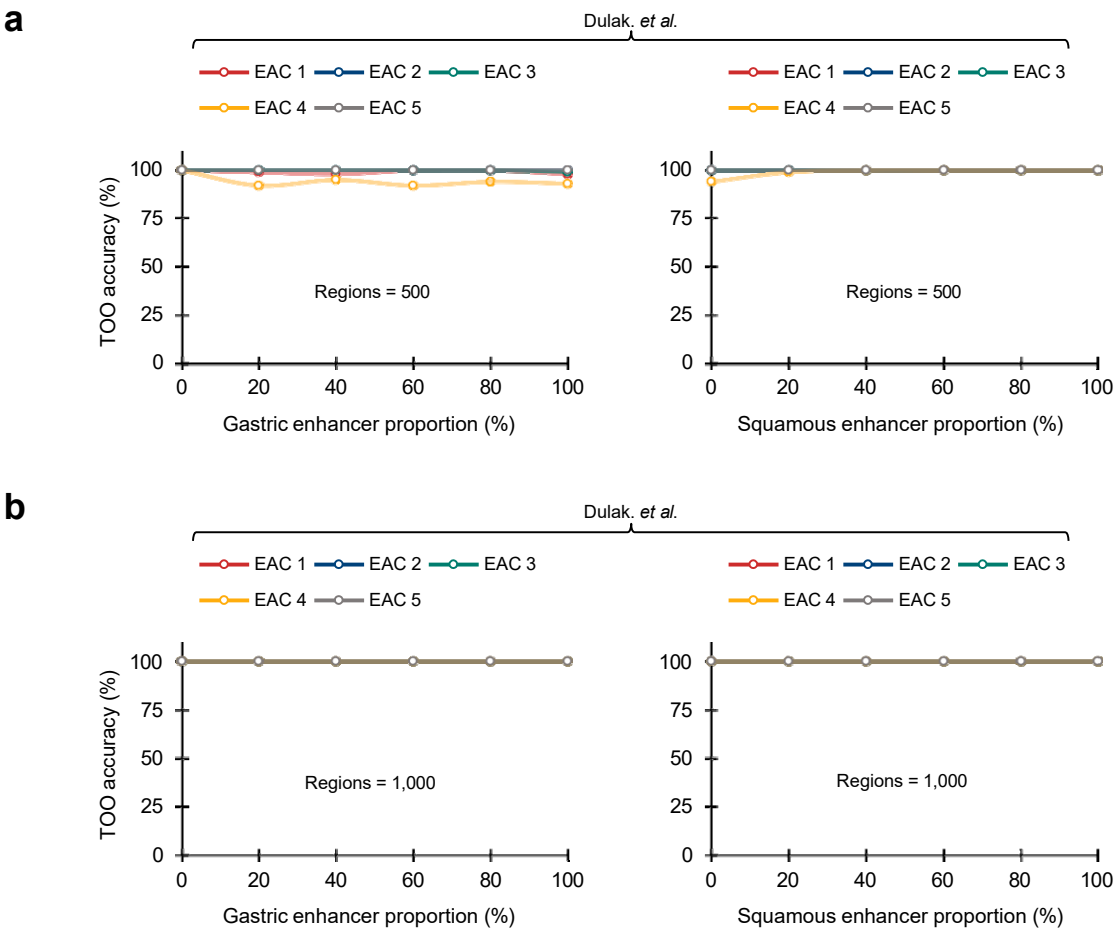 a
Dulak. et al.
EAC 1 EAC 2 EAC 3
EAC 4 EAC 5
EAC 1 EAC 2 EAC 3
EAC 4 EAC 5
TOO accuracy (%)
100
75
50
25
0
Regions = 500
0 20 40 60 80 100
Gastric enhancer proportion (%)
100
75
50
25
0
Regions = 500
0 20 40 60 80 100
Squamous enhancer proportion (%)
b
Dulak. et al.
EAC 1 EAC 2 EAC 3
EAC 4 EAC 5
EAC 1 EAC 2 EAC 3
EAC 4 EAC 5
TOO accuracy (%)
100
75
50
25
0
Regions = 1,000
0 20 40 60 80 100
Gastric enhancer proportion (%)
100
75
50
25
0
Regions = 1,000
0 20 40 60 80 100
Squamous enhancer proportion (%)